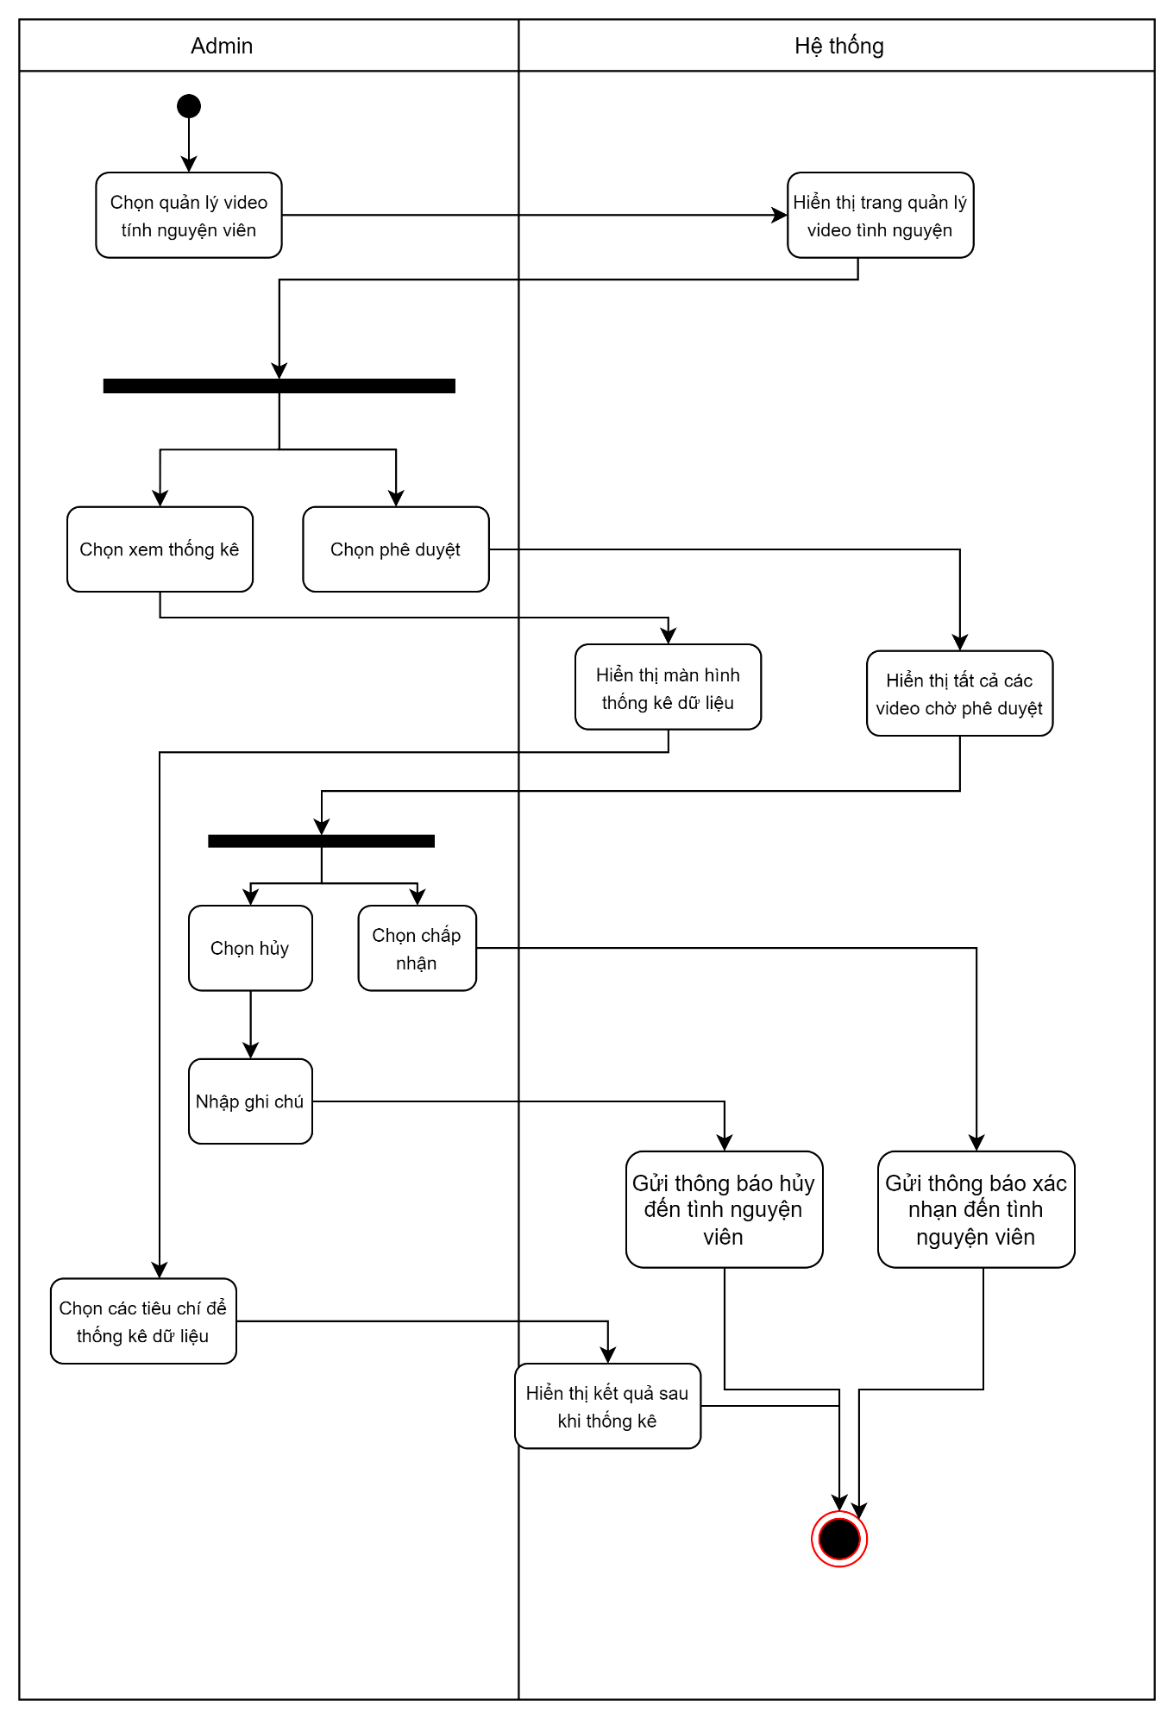 Admin
Hệ thống
Chọn quản lý video
tính nguyện viên
Hiển thị trang quản lý
video tình nguyện
Chọn xem thống kê
Chọn phê duyệt
Hiển thị màn hình
thống kê dữ liệu
Hiển thị tất cả các
video chờ phê duyệt
Chọn hủy
Chọn chấp
nhận
Nhập ghi chú
Gửi thông báo hủy
đến tình nguyện
viên
Gửi thông báo xác
nhạn đến tình
nguyện viên
Chọn các tiêu chí để
thống kê dữ liệu
Hiển thị kết quả sau
khi thống kê